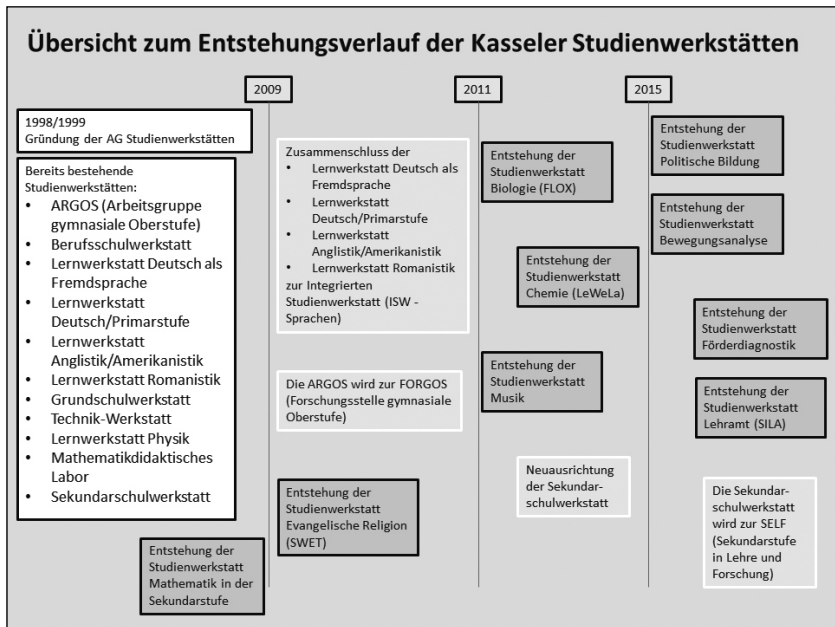 Übersicht zum Entstehungsverlauf der Kasseler Studienwerkstätten
2009
2011
2015
1998/1999
Gründung der AG Studienwerkstätten
Bereits bestehende
Studienwerkstätten:
• ARGOS (Arbeitsgruppe
gymnasiale Oberstufe)
• Berufsschulwerkstatt
• Lernwerkstatt Deutsch als
Fremdsprache
• Lernwerkstatt
Deutsch/Primarstufe
• Lernwerkstatt
Anglistik/Amerikanistik
• Lernwerkstatt Romanistik
• Grundschulwerkstatt
• Technik-Werkstatt
• Lernwerkstatt Physik
• Mathematikdidaktisches
Labor
• Sekundarschulwerkstatt
Entstehung der
Studienwerkstatt
Mathematik in der
Sekundarstufe
Zusammenschluss der
• Lernwerkstatt Deutsch als
Fremdsprache
• Lernwerkstatt
Deutsch/Primarstufe
• Lernwerkstatt
Anglistik/Amerikanistik
• Lernwerkstatt Romanistik
zur Integrierten
Studienwerkstatt (ISW -
Sprachen)
Die ARGOS wird zur FORGOS
(Forschungsstelle gymnasiale
Oberstufe)
Entstehung der
Studienwerkstatt
Evangelische Religion
(SWET)
Entstehung der
Studienwerkstatt
Biologie (FLOX)
Entstehung der
Studienwerkstatt
Chemie (LeWeLa)
Entstehung der
Studienwerkstatt
Musik
Neuausrichtung
der Sekundar-
schulwerkstatt
Entstehung der
Studienwerkstatt
Politische Bildung
Entstehung der
Studienwerkstatt
Bewegungsanalyse
Entstehung der
Studienwerkstatt
Förderdiagnostik
Entstehung der
Studienwerkstatt
Lehramt (SILA)
Die Sekundar-
schulwerkstatt
wird zur SELF
(Sekundarstufe
in Lehre und
Forschung)